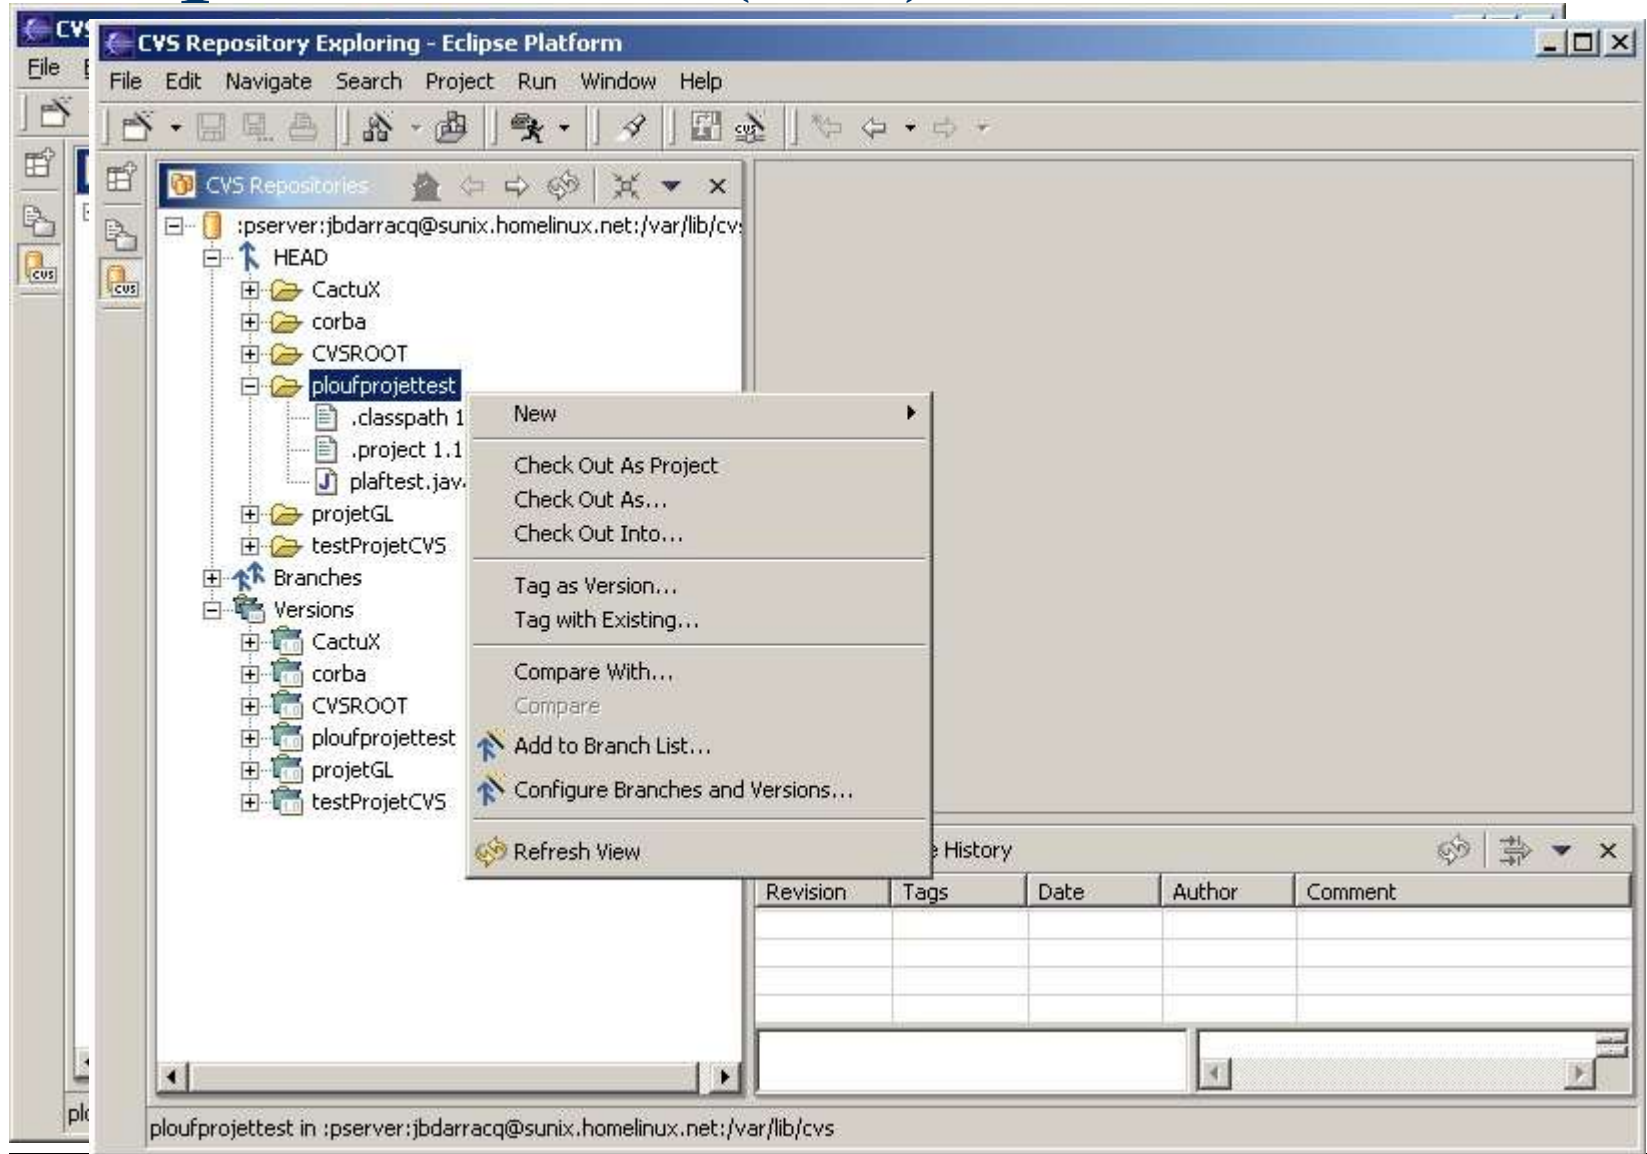 CVS Repository Exploring - Eclipse Platform
File
File Edit Navigate Search Project Run Window Help
CVS Repositories
:pserver:jbdarracq@sunix.homelinux.net:/var/lib/cvs
HEAD
CactuX
corba
CVSROOT
ploufprojettest
.classpath 1
.project 1.1
plaftest.java
projetGL
testProjetCVS
Branches
Versions
CactuX
corba
CVSROOT
ploufprojettest
projetGL
testProjetCVS
New
Check Out As Project
Check Out As...
Check Out Into...
Tag as Version...
Tag with Existing...
Compare With...
Compare
Add to Branch List...
Configure Branches and Versions...
Refresh View
History
Revision Tags Date Author Comment
ploufprojettest in :pserver:jbdarracq@sunix.homelinux.net:/var/lib/cvs